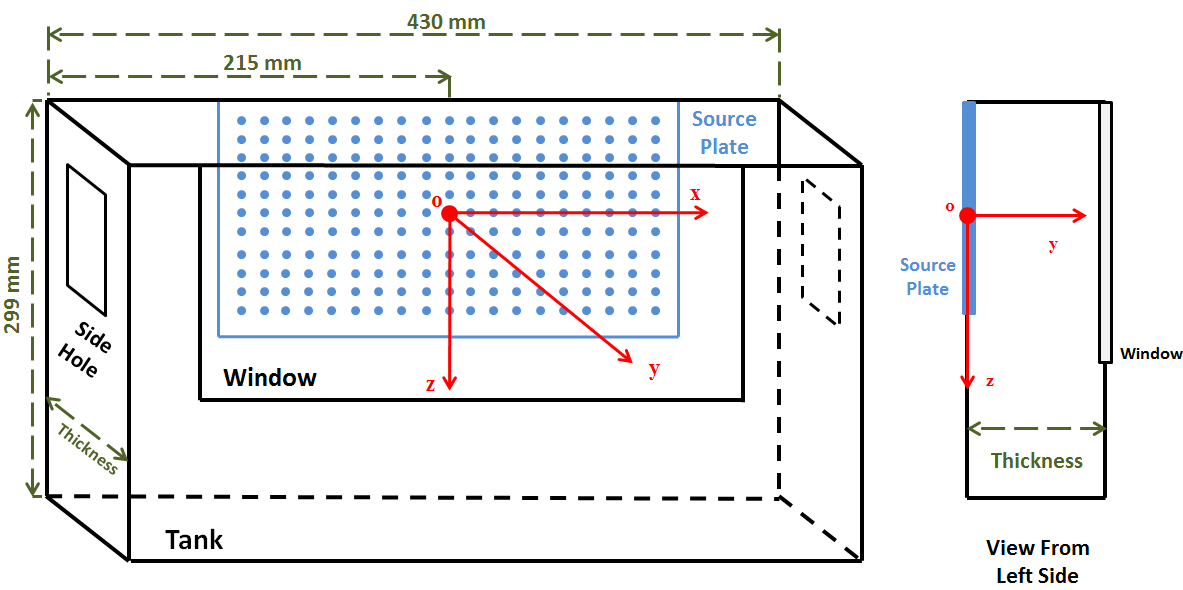 430 mm
215 mm
Source
Plate
o
x
y
z
Window
299 mm
Side
Hole
Thickness
Tank
o
y
Source
Plate
z
Window
Thickness
View From
Left Side